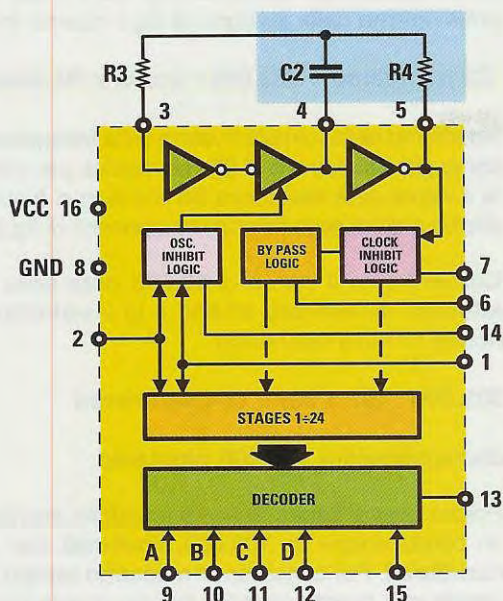 R3 C2 R4
3 4 5
VCC 16
GND 8
OSC.
INHIBIT
LOGIC
BY PASS
LOGIC
CLOCK
INHIBIT
LOGIC
7
6
2
14
1
STAGES 1÷24
DECODER
13
A B C D
9 10 11 12 15